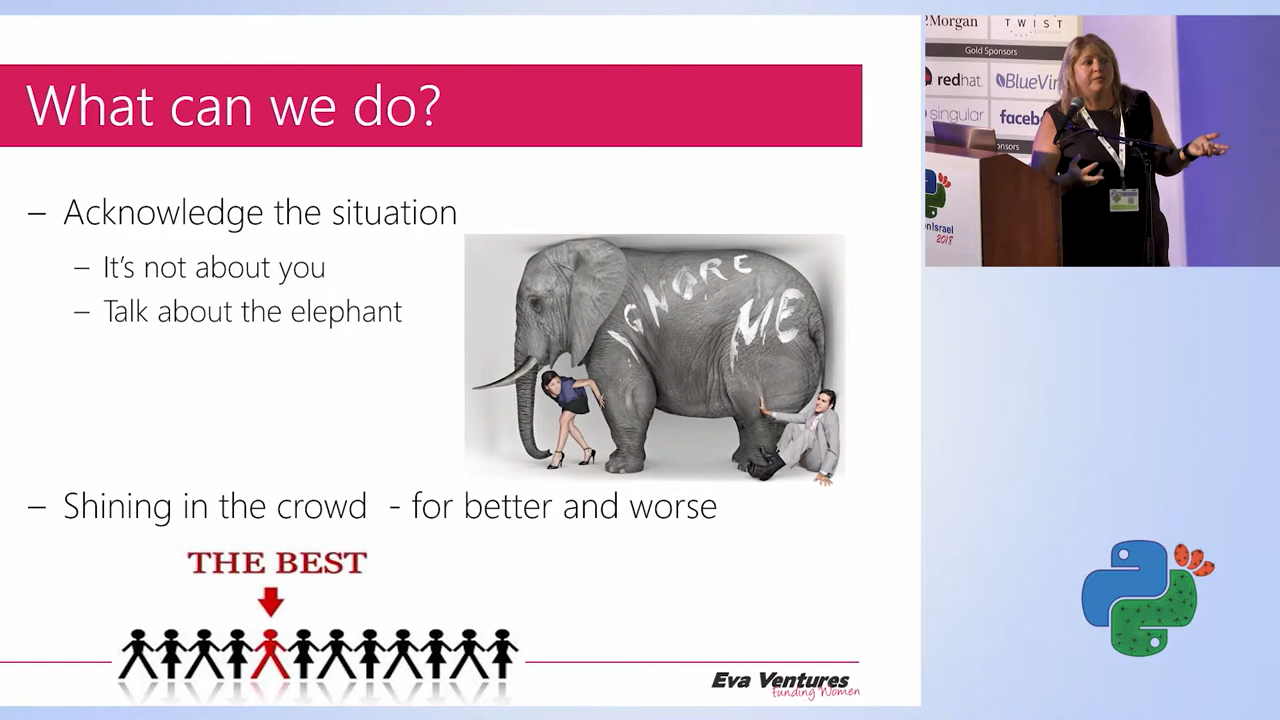 What can we do?
– Acknowledge the situation
– It's not about you
– Talk about the elephant
IGNORE
ME
– Shining in the crowd - for better and worse
THE BEST
Eva Ventures
funding Women
Morgan
TWIST
Gold Sponsors
redhat.
BlueVin
singular
faceb
onsors
onIsrael
2018